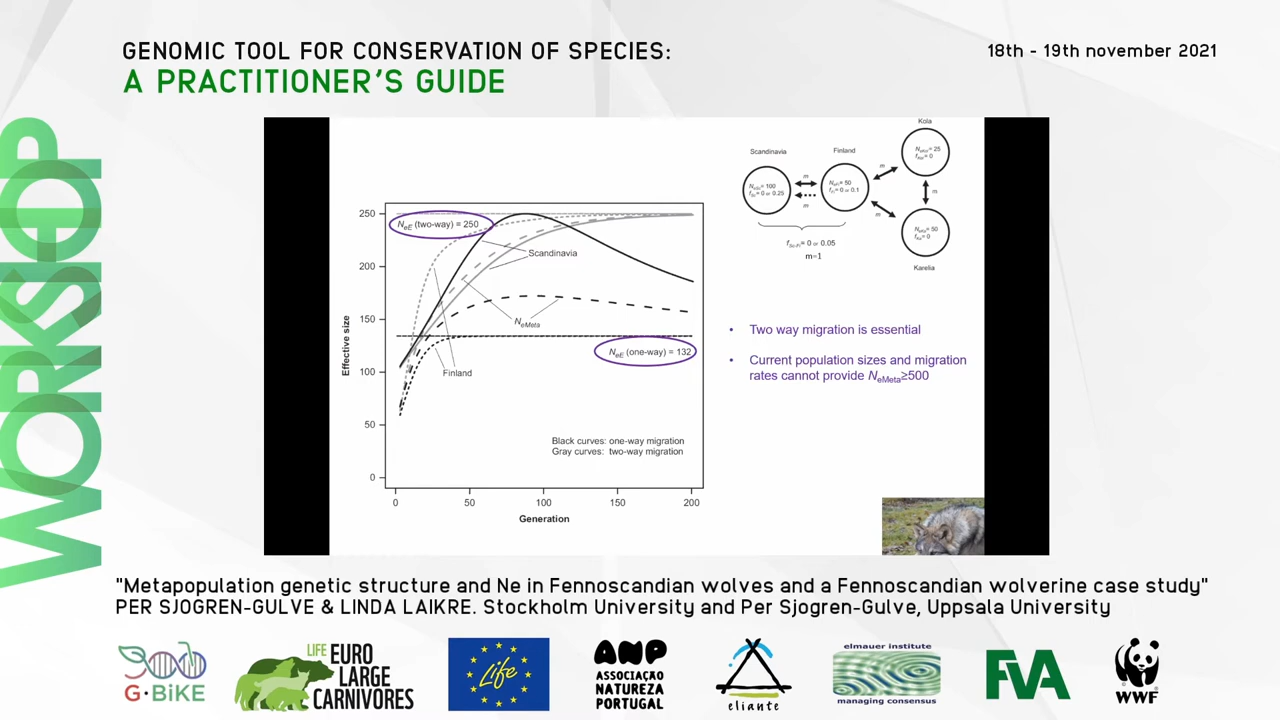 GENOMIC TOOL FOR CONSERVATION OF SPECIES:
A PRACTITIONER'S GUIDE
18th - 19th november 2021
WORKSHOP
Kola
Scandinavia
Finland
m
m
m
m
m
Karelia
m=1
250
200
150
100
50
0
Effective size
NeE (two-way) = 250
Scandinavia
NeMeta
NeE (one-way) = 132
Finland
Black curves: one-way migration
Gray curves: two-way migration
0 50 100 150 200
Generation
• Two way migration is essential
• Current population sizes and migration
rates cannot provide NeMeta≥500
"Metapopulation genetic structure and Ne in Fennoscandian wolves and a Fennoscandian wolverine case study"
PER SJOGREN-GULVE & LINDA LAIKRE. Stockholm University and Per Sjogren-Gulve, Uppsala University
G·BiKE
LIFE EURO
LARGE
CARNIVORES
Life
ANP
ASSOCIAÇÃO
NATUREZA
PORTUGAL
eliante
elmauer institute
managing consensus
FVA
WWF